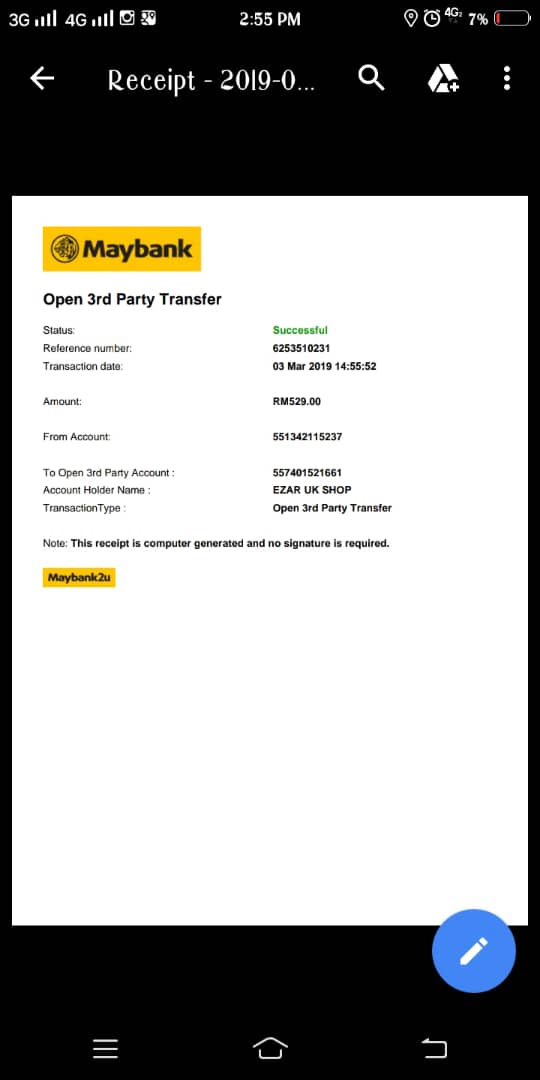 3G 4G 2:55 PM 4G 7%
Receipt - 2019-0...
Maybank
Open 3rd Party Transfer
Status: Successful
Reference number: 6253510231
Transaction date: 03 Mar 2019 14:55:52
Amount: RM529.00
From Account: 551342115237
To Open 3rd Party Account : 557401521661
Account Holder Name : EZAR UK SHOP
TransactionType : Open 3rd Party Transfer
Note: This receipt is computer generated and no signature is required.
Maybank2u